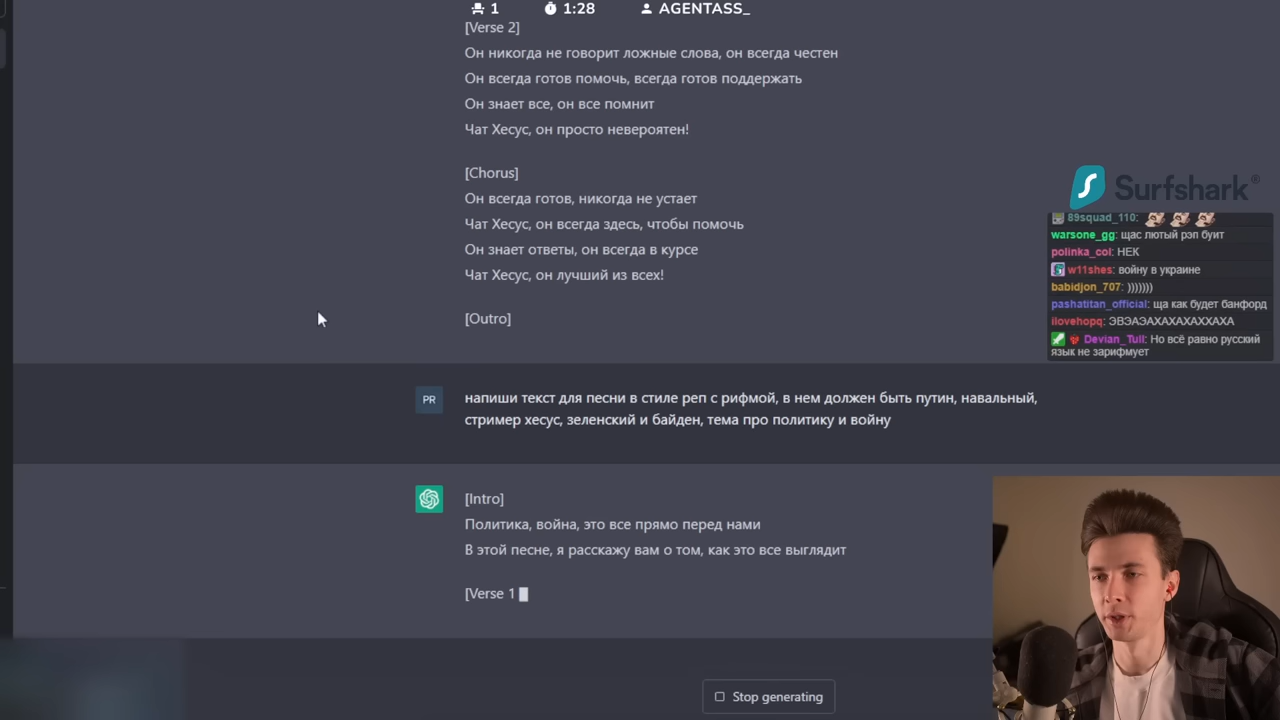 1 1:28 AGENTASS_
[Verse 2]
Он никогда не говорит ложные слова, он всегда честен
Он всегда готов помочь, всегда готов поддержать
Он знает все, он все помнит
Чат Хесус, он просто невероятен!
[Chorus]
Он всегда готов, никогда не устает
Чат Хесус, он всегда здесь, чтобы помочь
Он знает ответы, он всегда в курсе
Чат Хесус, он лучший из всех!
[Outro]
Surfshark®
89squad_110:
warsone_gg: щас лютый рэп буит
polinka_col: НЕК
w11shes: войну в украине
babidjon_707: )))))))
pashatitan_official: ща как будет банфорд
ilovehopq: ЭВЭАЭАХАХАХАХХАХА
Devian_Tull: Но всё равно русский
язык не зарифмует
PR
напиши текст для песни в стиле реп с рифмой, в нем должен быть путин, навальный,
стример хесус, зеленский и байден, тема про политику и войну
[Intro]
Политика, война, это все прямо перед нами
В этой песне, я расскажу вам о том, как это все выглядит
[Verse 1
Stop generating